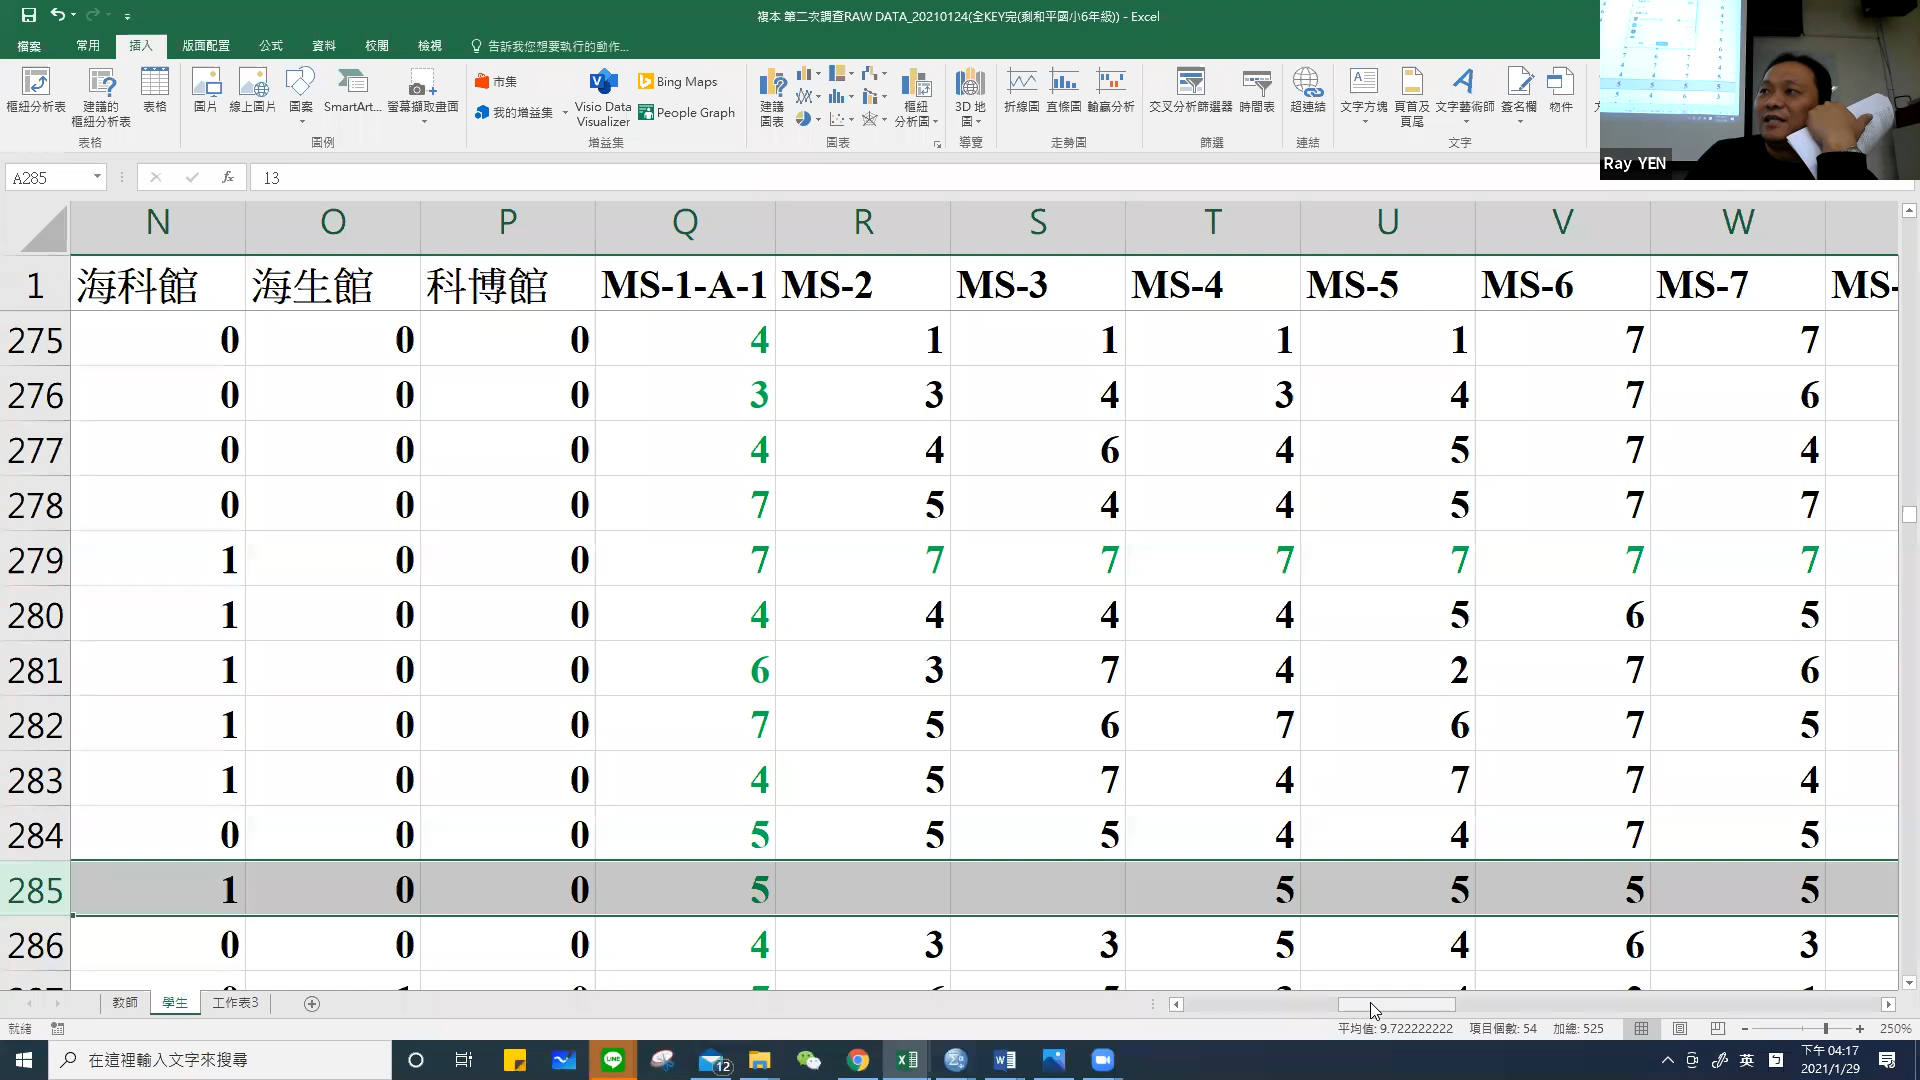 複本 第二次調查RAW DATA_20210124(全KEY完(剩和平國小6年級)) - Excel
檔案 常用 插入 版面配置 公式 資料 校閱 檢視 告訴我您想要執行的動作...
樞紐分析表 建議的樞紐分析表 表格 圖片 線上圖片 圖案 SmartArt... 螢幕擷取畫面 市集 我的增益集 Visio Data Visualizer Bing Maps People Graph 建議圖表 樞紐分析圖 3D 地圖 折線圖 直條圖 輸贏分析 交叉分析篩選器 時間表 超連結 文字方塊 頁首及頁尾 文字藝術師 簽名欄 物件
表格 圖例 增益集 圖表 導覽 走勢圖 篩選 連結 文字
Ray YEN
A285 fx 13
N O P Q R S T U V W
1 海科館 海生館 科博館 MS-1-A-1 MS-2 MS-3 MS-4 MS-5 MS-6 MS-7 MS-
275 0 0 0 4 1 1 1 1 7 7
276 0 0 0 3 3 4 3 4 7 6
277 0 0 0 4 4 6 4 5 7 4
278 0 0 0 7 5 4 4 5 7 7
279 1 0 0 7 7 7 7 7 7 7
280 1 0 0 4 4 4 4 5 6 5
281 1 0 0 6 3 7 4 2 7 6
282 1 0 0 7 5 6 7 6 7 5
283 1 0 0 4 5 7 4 7 7 4
284 0 0 0 5 5 5 4 4 7 5
285 1 0 0 5 5 5 5 5
286 0 0 0 4 3 3 5 4 6 3
教師 學生 工作表3
就緒 平均值: 9.722222222 項目個數: 54 加總: 525 250%
在這裡輸入文字來搜尋 LINE 12 英 下午 04:17
2021/1/29